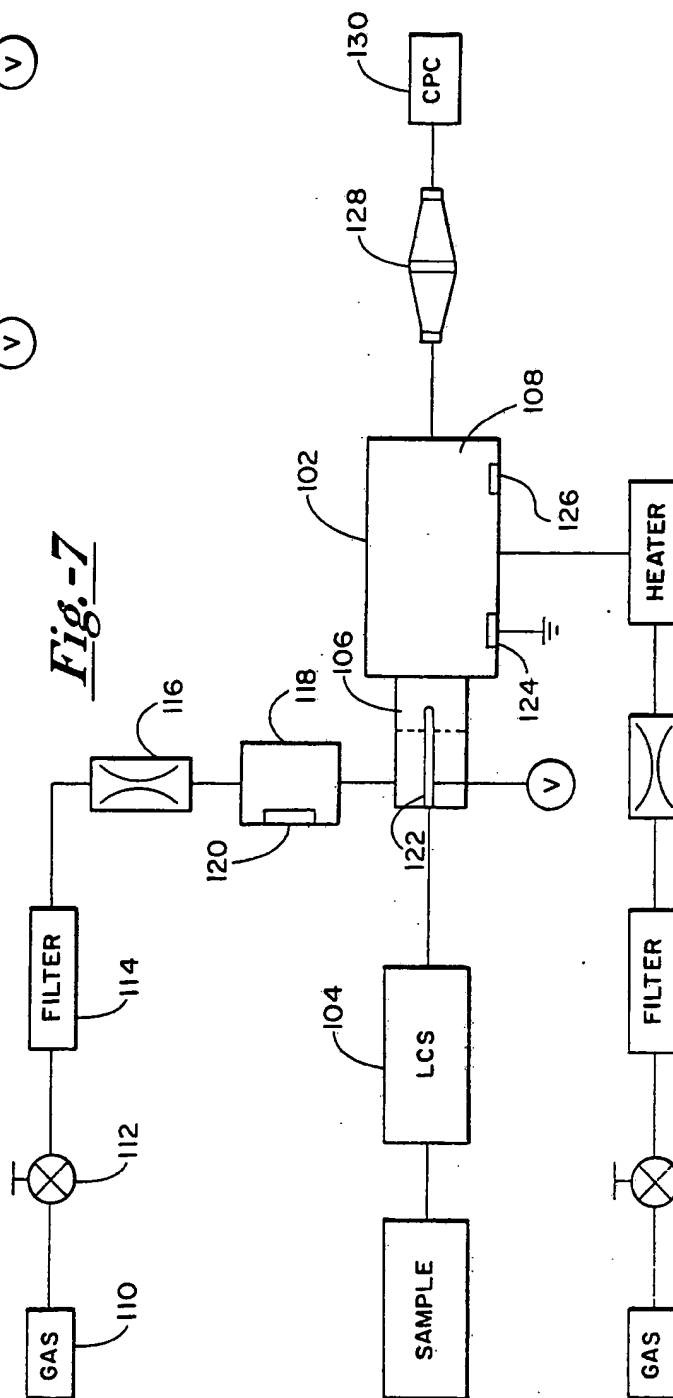 V
V
Fig.-7
GAS
110
112
FILTER
114
116
118
120
SAMPLE
LCS
104
122
106
V
102
108
124
126
128
CPC
130
GAS
FILTER
HEATER